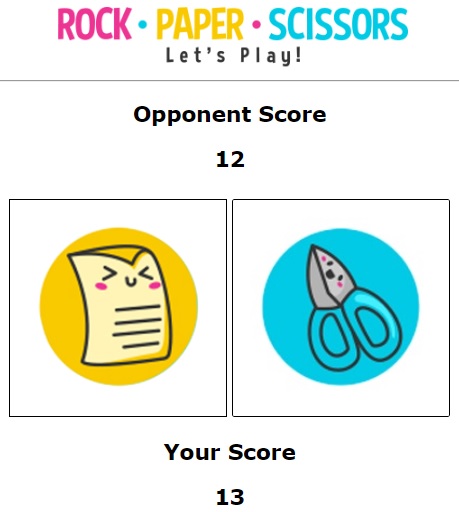 ROCK • PAPER • SCISSORS
Let's Play!
Opponent Score
12
Your Score
13